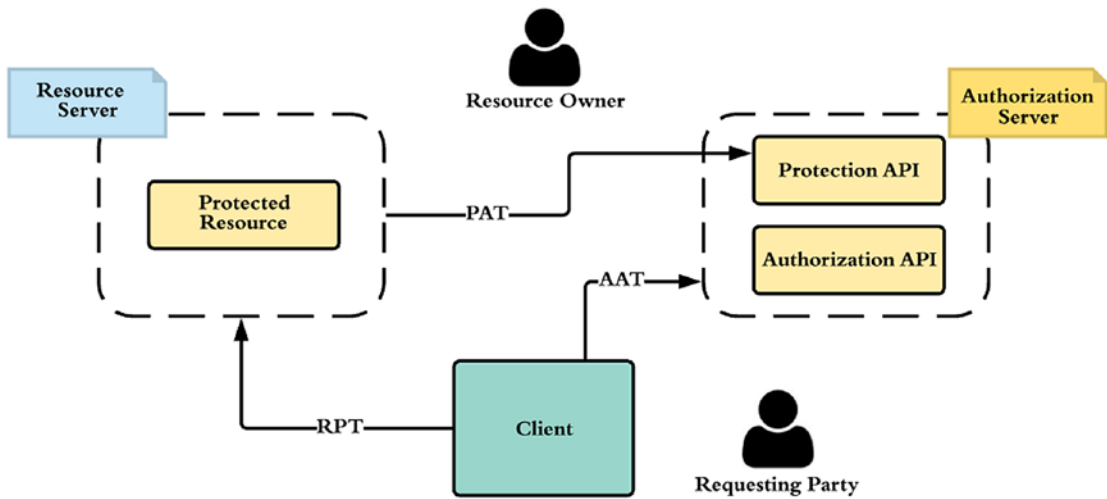 Resource
Server
Resource Owner
Authorization
Server
Protected
Resource
PAT
Protection API
Authorization API
AAT
RPT
Client
Requesting Party